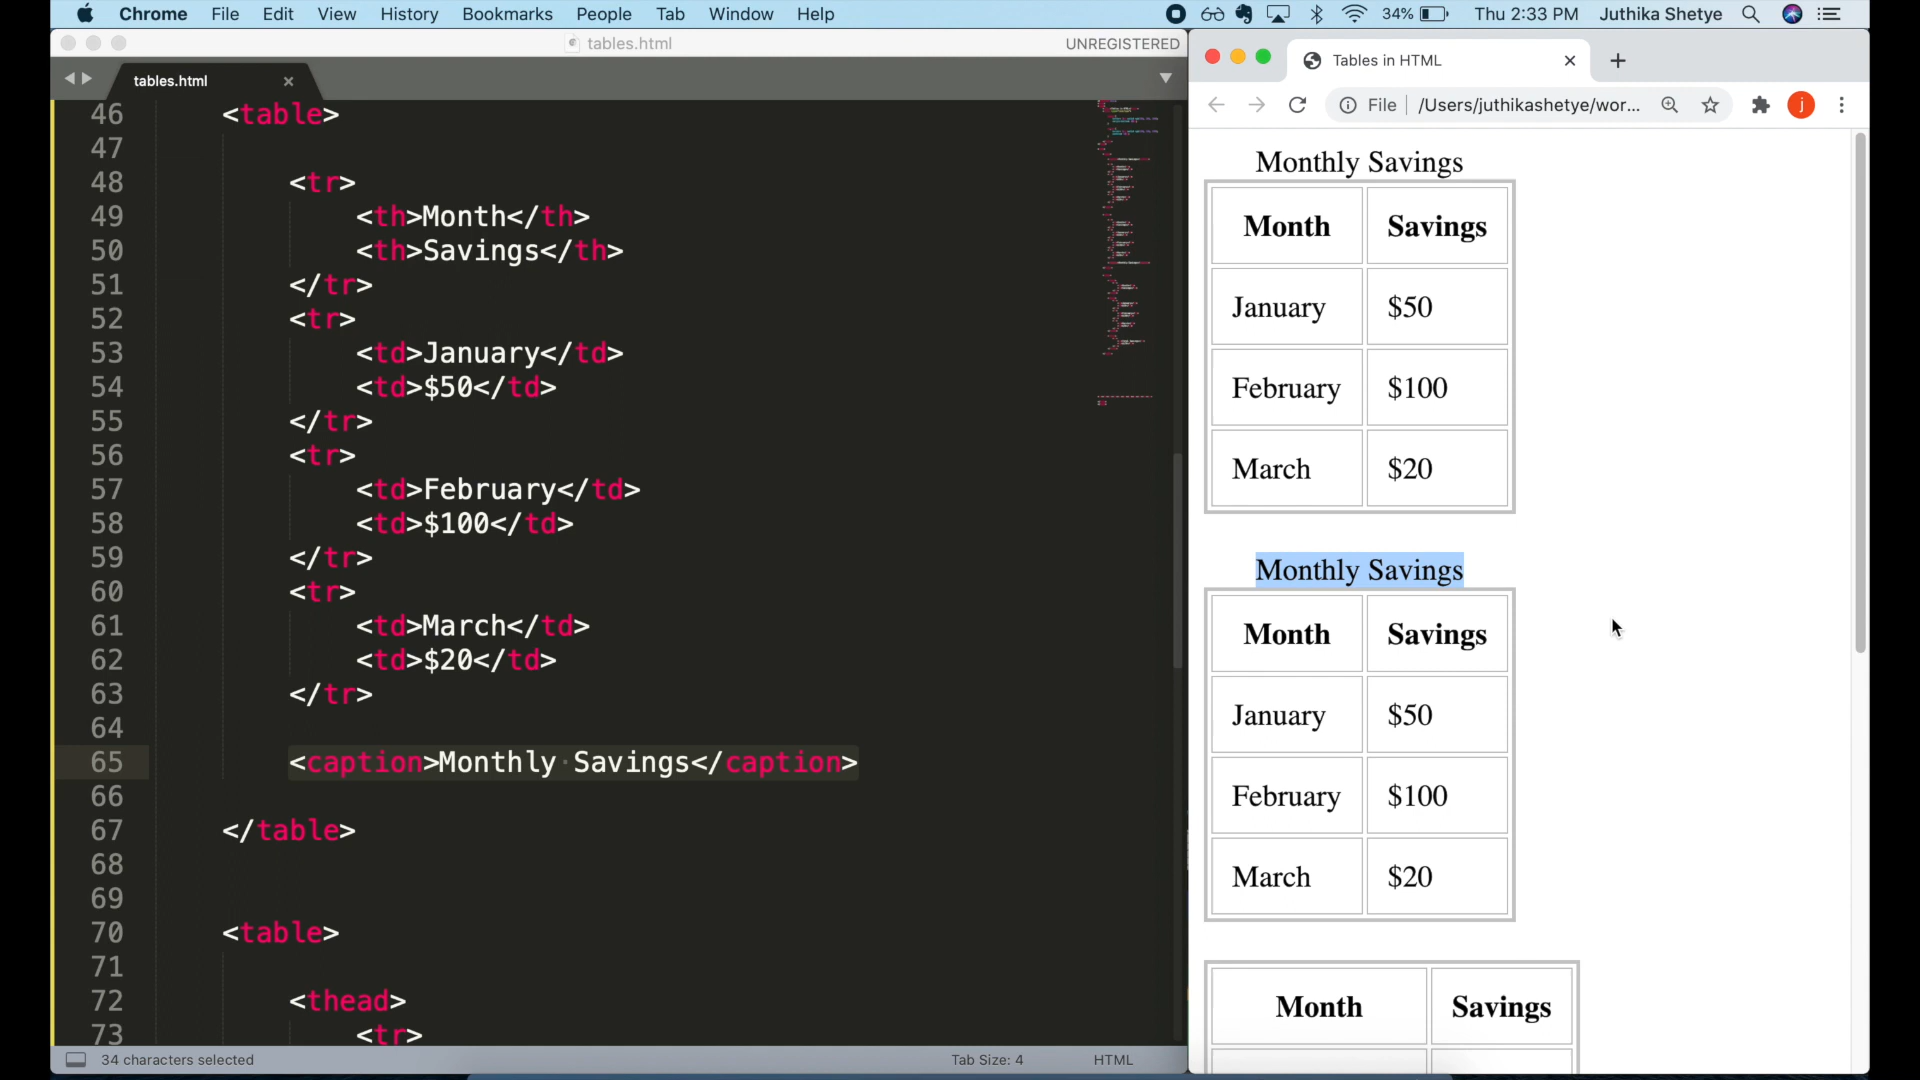 Chrome File Edit View History Bookmarks People Tab Window Help 34% Thu 2:33 PM Juthika Shetye
tables.html UNREGISTERED
tables.html
46 <table>
47
48 <tr>
49 <th>Month</th>
50 <th>Savings</th>
51 </tr>
52 <tr>
53 <td>January</td>
54 <td>$50</td>
55 </tr>
56 <tr>
57 <td>February</td>
58 <td>$100</td>
59 </tr>
60 <tr>
61 <td>March</td>
62 <td>$20</td>
63 </tr>
64
65 <caption>Monthly Savings</caption>
66
67 </table>
68
69
70 <table>
71
72 <thead>
73 <tr>
34 characters selected Tab Size: 4 HTML
Tables in HTML
File /Users/juthikashetye/wor... j
Monthly Savings
Month Savings
January $50
February $100
March $20
Monthly Savings
Month Savings
January $50
February $100
March $20
Month Savings